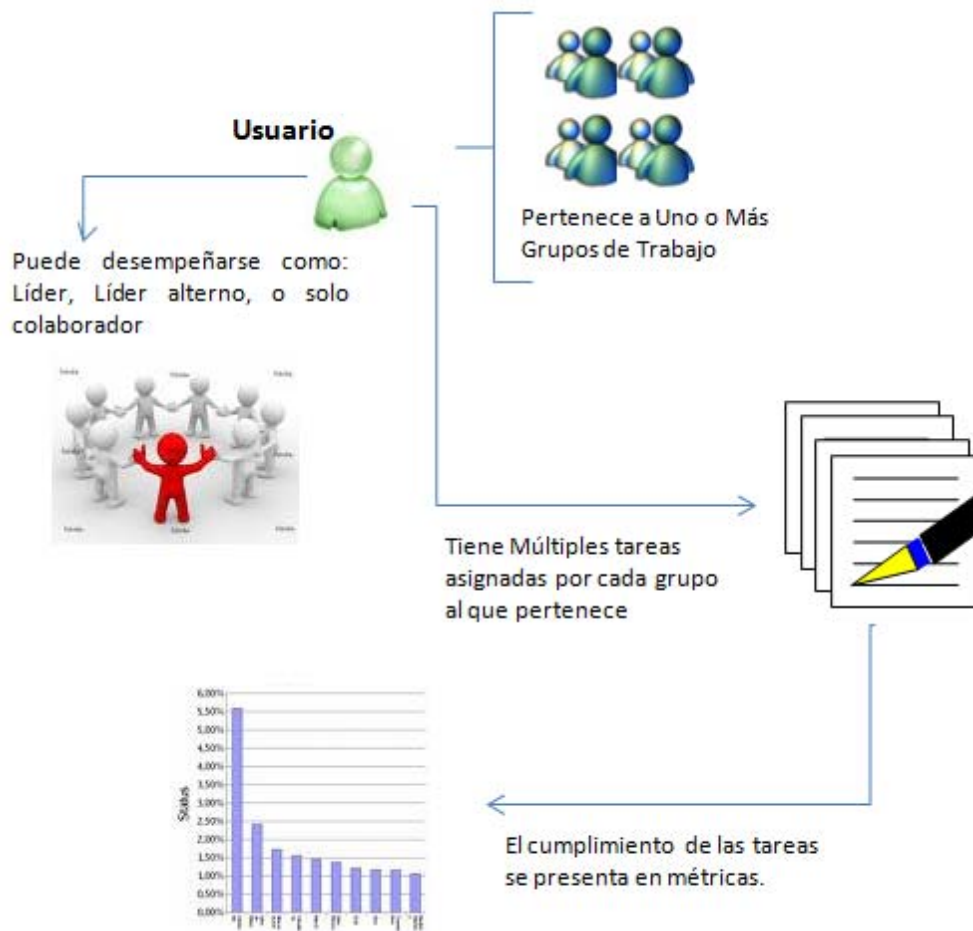 Usuario
Pertenece a Uno o Más
Grupos de Trabajo
Puede desempeñarse como:
Líder, Líder alterno, o solo
colaborador
Tiene Múltiples tareas
asignadas por cada grupo
al que pertenece
El cumplimiento de las tareas
se presenta en métricas.
Status
6,00%
5,50%
5,00%
4,50%
4,00%
3,50%
3,00%
2,50%
2,00%
1,50%
1,00%
0,50%
0,00%